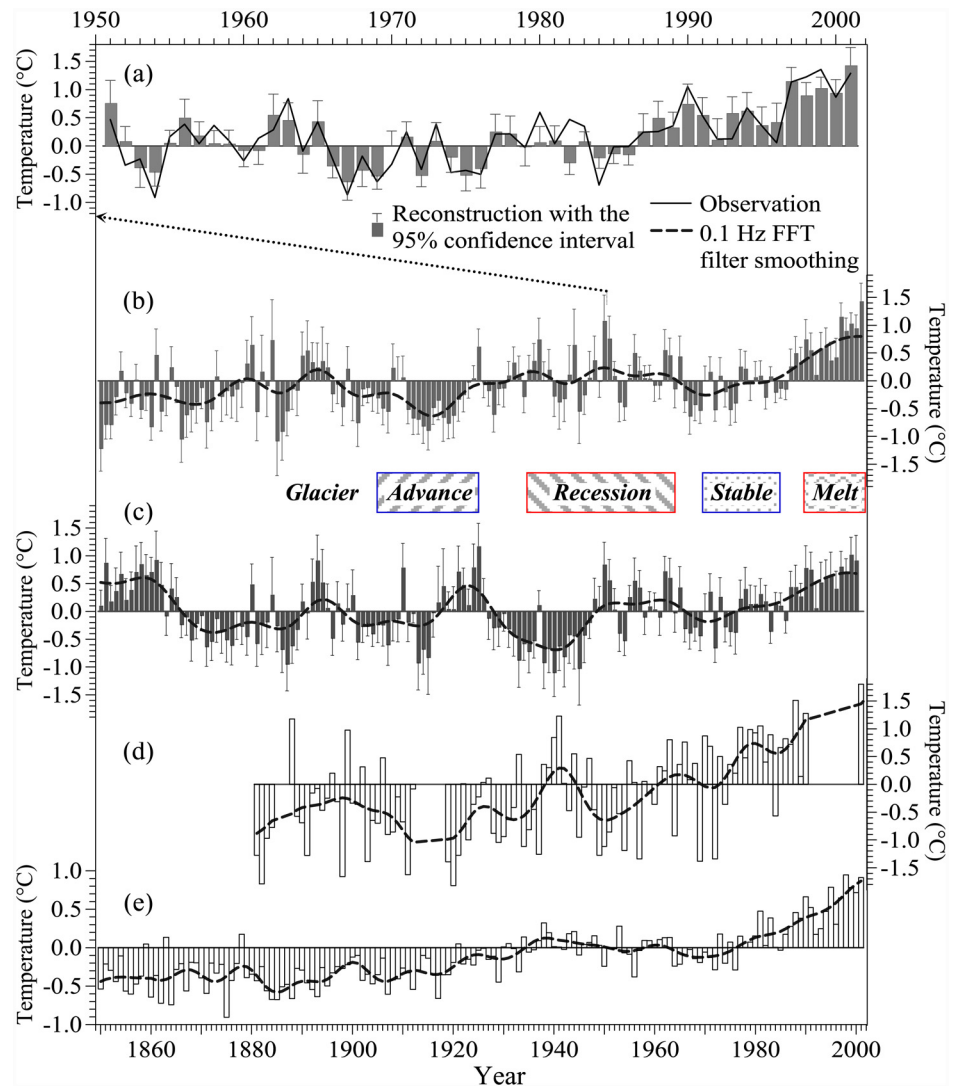 1950 1960 1970 1980 1990 2000
Temperature (°C)
(a)
1.5
1.0
0.5
0.0
-0.5
-1.0
Reconstruction with the
95% confidence interval
Observation
0.1 Hz FFT
filter smoothing
(b)
1.5
1.0
0.5
0.0
-0.5
-1.0
-1.5
Temperature (°C)
Glacier Advance Recession Stable Melt
(c)
Temperature (°C)
1.5
1.0
0.5
0.0
-0.5
-1.0
-1.5
(d)
1.5
1.0
0.5
0.0
-0.5
-1.0
-1.5
Temperature (°C)
(e)
Temperature (°C)
1.0
0.5
0.0
-0.5
-1.0
1860 1880 1900 1920 1940 1960 1980 2000
Year